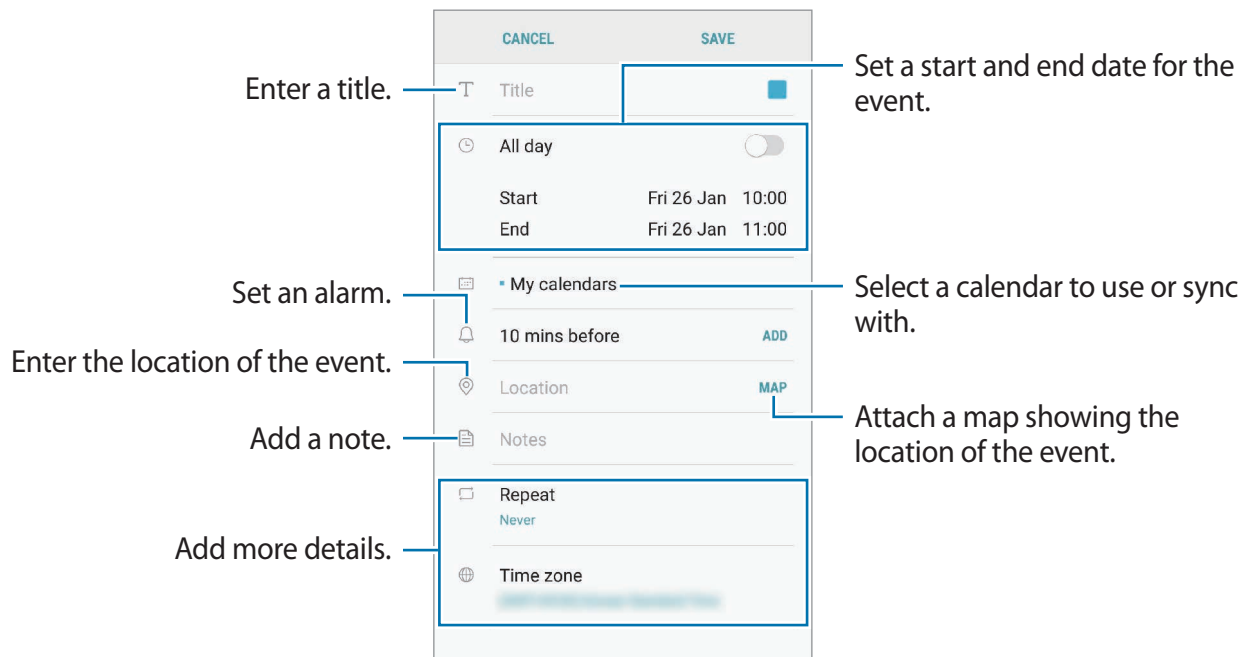 CANCEL SAVE
Enter a title.
Title
Set a start and end date for the
event.
All day
Start Fri 26 Jan 10:00
End Fri 26 Jan 11:00
My calendars
Select a calendar to use or sync
with.
Set an alarm.
10 mins before ADD
Enter the location of the event.
Location MAP
Attach a map showing the
location of the event.
Add a note.
Notes
Add more details.
Repeat
Never
Time zone